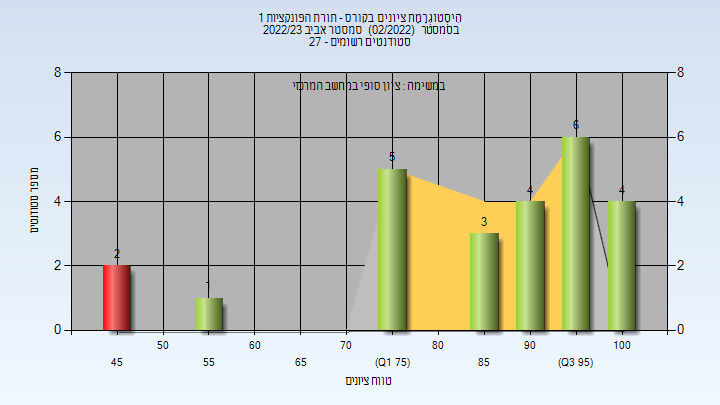 היסטוגרמת ציונים בקורס - תורת הפונקציות 1
בסמסטר (02/2022) סמסטר אביב 2022/23
סטודנטים רשומים - 27
במשימה : ציון סופי במחשב המרכזי
8 8
6 6
4 4
2 2
0 0
מספר סטודנטים
2 1 5 3 4 6 4
50 60 70 80 90 100
45 55 65 (Q1 75) 85 (Q3 95)
טווח ציונים